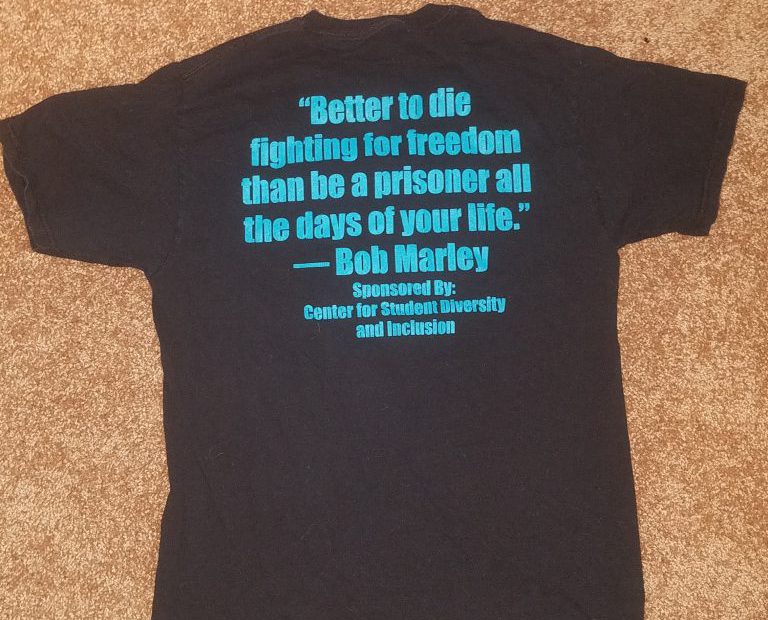 “Better to die
fighting for freedom
than be a prisoner all
the days of your life.”
— Bob Marley
Sponsored By:
Center for Student Diversity
and Inclusion